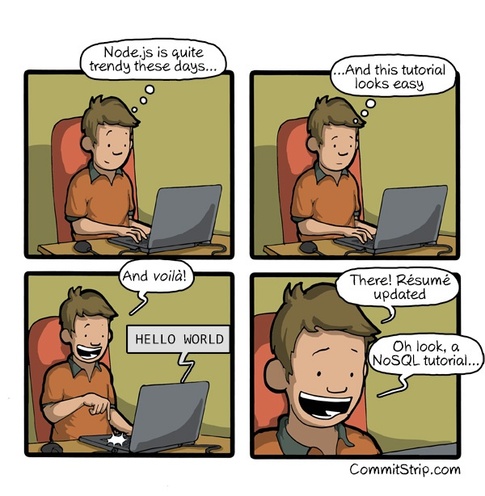 Node.js is quite
trendy these days...
...And this tutorial
looks easy
And voilà!
HELLO WORLD
There! Résumé
updated
Oh look, a
NoSQL tutorial...
CommitStrip.com